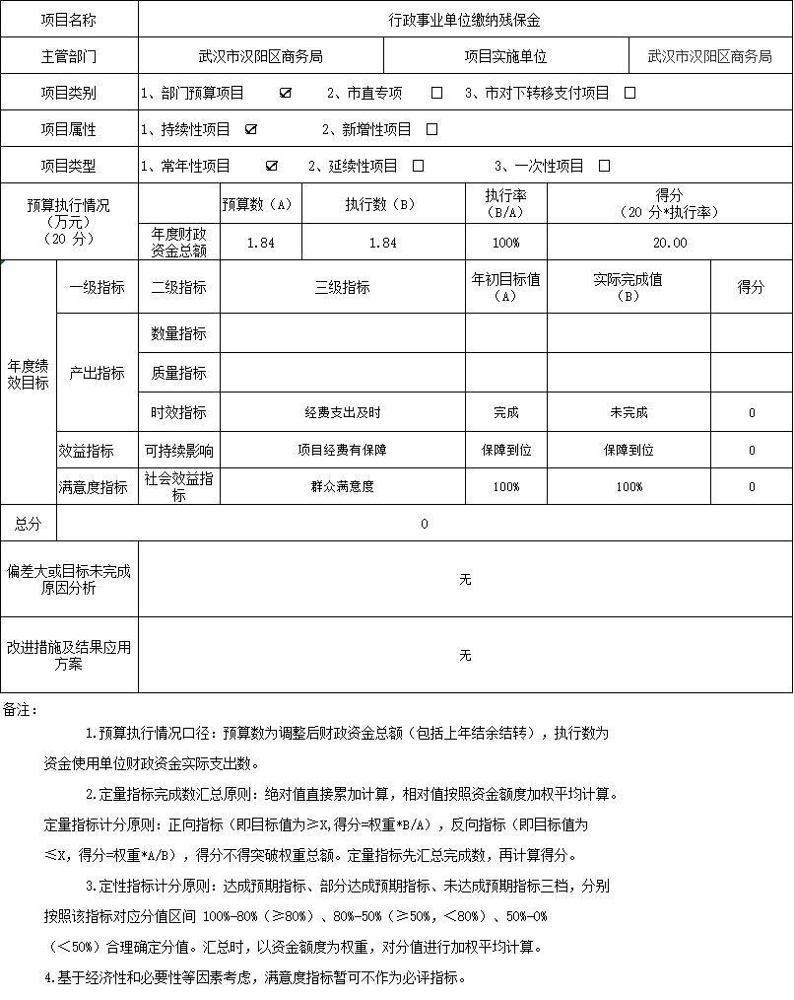 项目名称 行政事业单位缴纳残保金
主管部门 武汉市汉阳区商务局 项目实施单位 武汉市汉阳区商务局
项目类别 1、部门预算项目 ☑ 2、市直专项 □ 3、市对下转移支付项目 □
项目属性 1、持续性项目 ☑ 2、新增性项目 □
项目类型 1、常年性项目 ☑ 2、延续性项目 □ 3、一次性项目 □
预算执行情况
（万元）
（20 分）
预算数（A） 执行数（B） 执行率
（B/A） 得分
（20 分*执行率）
年度财政
资金总额 1.84 1.84 100% 20.00
年度绩
效目标
一级指标 二级指标 三级指标 年初目标值
（A） 实际完成值
（B） 得分
产出指标 数量指标
质量指标
时效指标 经费支出及时 完成 未完成 0
效益指标 可持续影响 项目经费有保障 保障到位 保障到位 0
满意度指标 社会效益指
标 群众满意度 100% 100% 0
总分 0
偏差大或目标未完成
原因分析 无
改进措施及结果应用
方案 无
备注：
1.预算执行情况口径：预算数为调整后财政资金总额（包括上年结余结转），执行数为
资金使用单位财政资金实际支出数。
2.定量指标完成数汇总原则：绝对值直接累加计算，相对值按照资金额度加权平均计算。
定量指标计分原则：正向指标（即目标值为≥X,得分=权重*B/A），反向指标（即目标值为
≤X，得分=权重*A/B），得分不得突破权重总额。定量指标先汇总完成数，再计算得分。
3.定性指标计分原则：达成预期指标、部分达成预期指标、未达成预期指标三档，分别
按照该指标对应分值区间 100%-80%（≥80%）、80%-50%（≥50%，＜80%）、50%-0%
（＜50%）合理确定分值。汇总时，以资金额度为权重，对分值进行加权平均计算。
4.基于经济性和必要性等因素考虑，满意度指标暂可不作为必评指标。